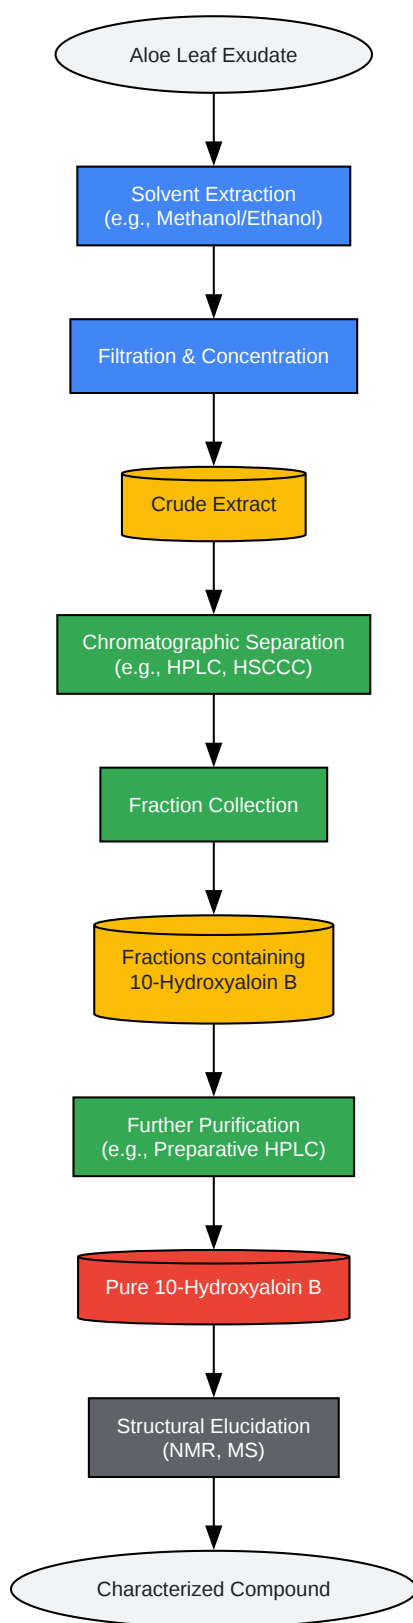 Aloe Leaf Exudate
Solvent Extraction
(e.g., Methanol/Ethanol)
Filtration & Concentration
Crude Extract
Chromatographic Separation
(e.g., HPLC, HSCCC)
Fraction Collection
Fractions containing
10-Hydroxyaloin B
Further Purification
(e.g., Preparative HPLC)
Pure 10-Hydroxyaloin B
Structural Elucidation
(NMR, MS)
Characterized Compound